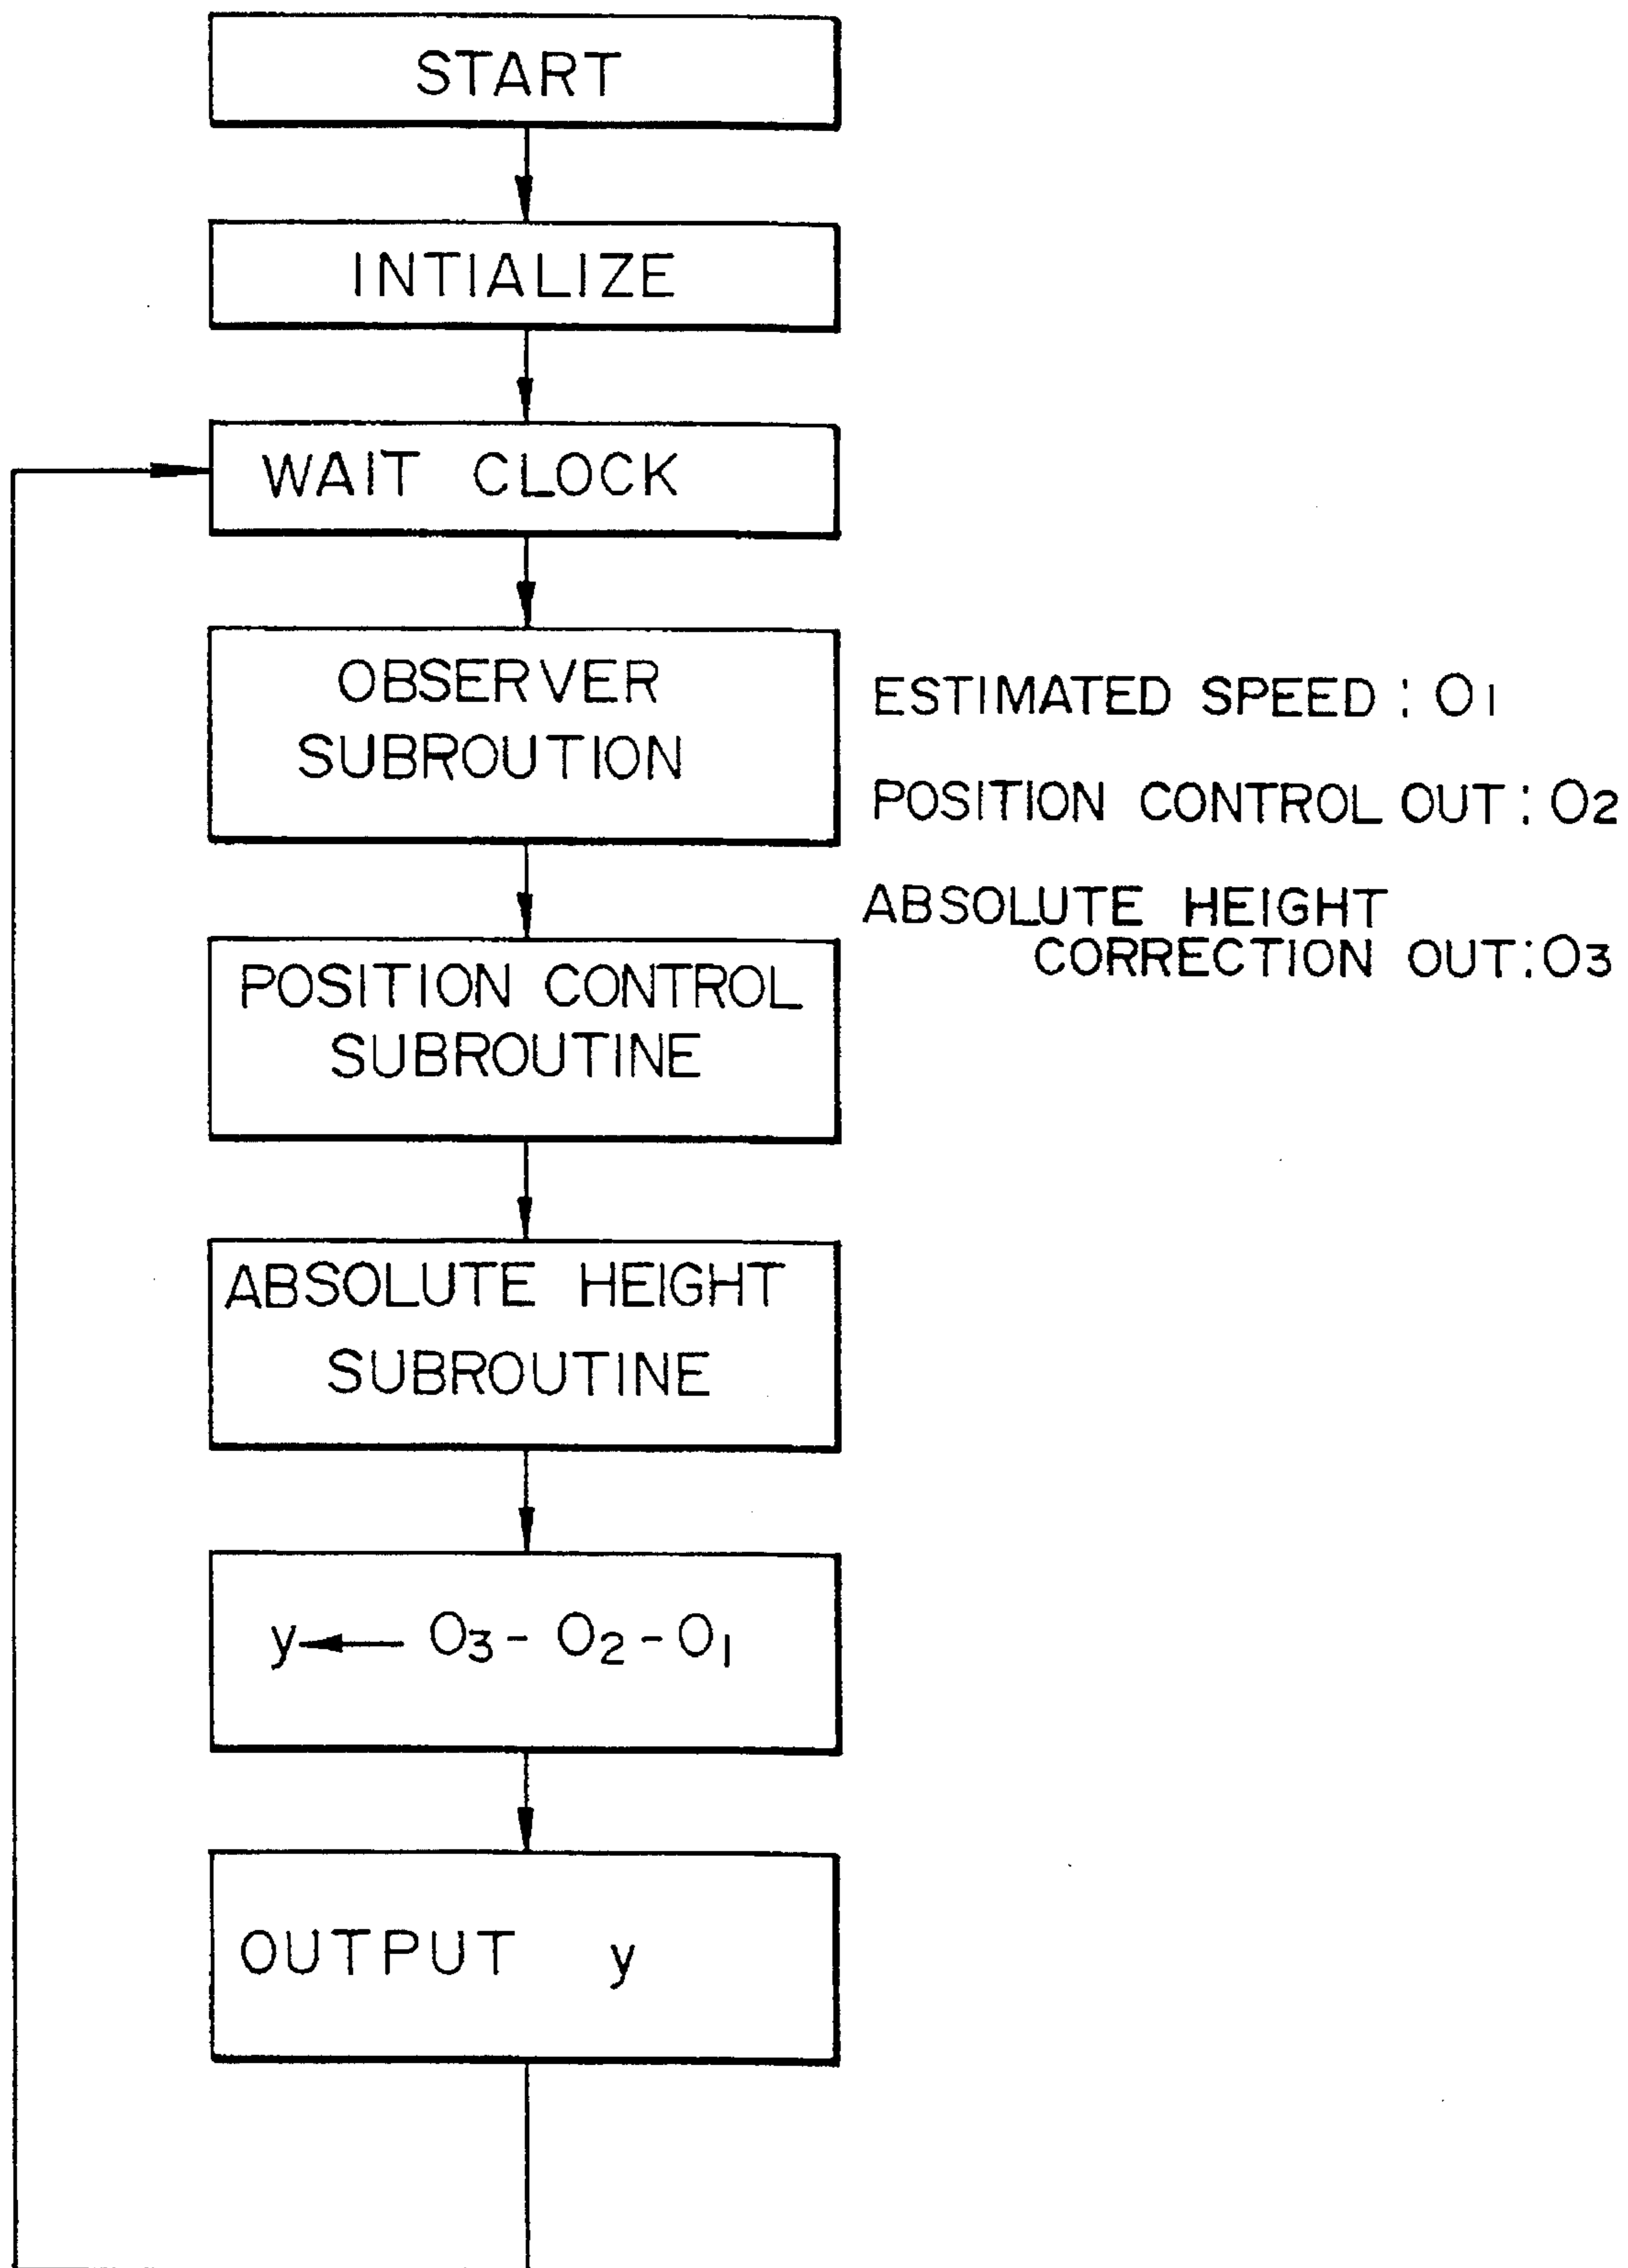 START
INTIALIZE
WAIT CLOCK
OBSERVER
SUBROUTION
ESTIMATED SPEED : O1
POSITION CONTROL OUT : O2
ABSOLUTE HEIGHT
CORRECTION OUT : O3
POSITION CONTROL
SUBROUTINE
ABSOLUTE HEIGHT
SUBROUTINE
y ← O3 - O2 - O1
OUTPUT y